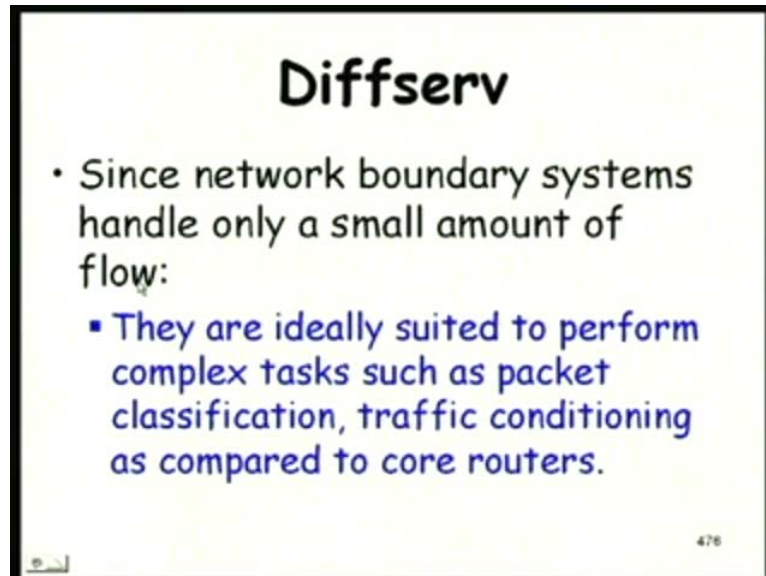 Diffserv
• Since network boundary systems
handle only a small amount of
flow:
▪ They are ideally suited to perform
complex tasks such as packet
classification, traffic conditioning
as compared to core routers.
476